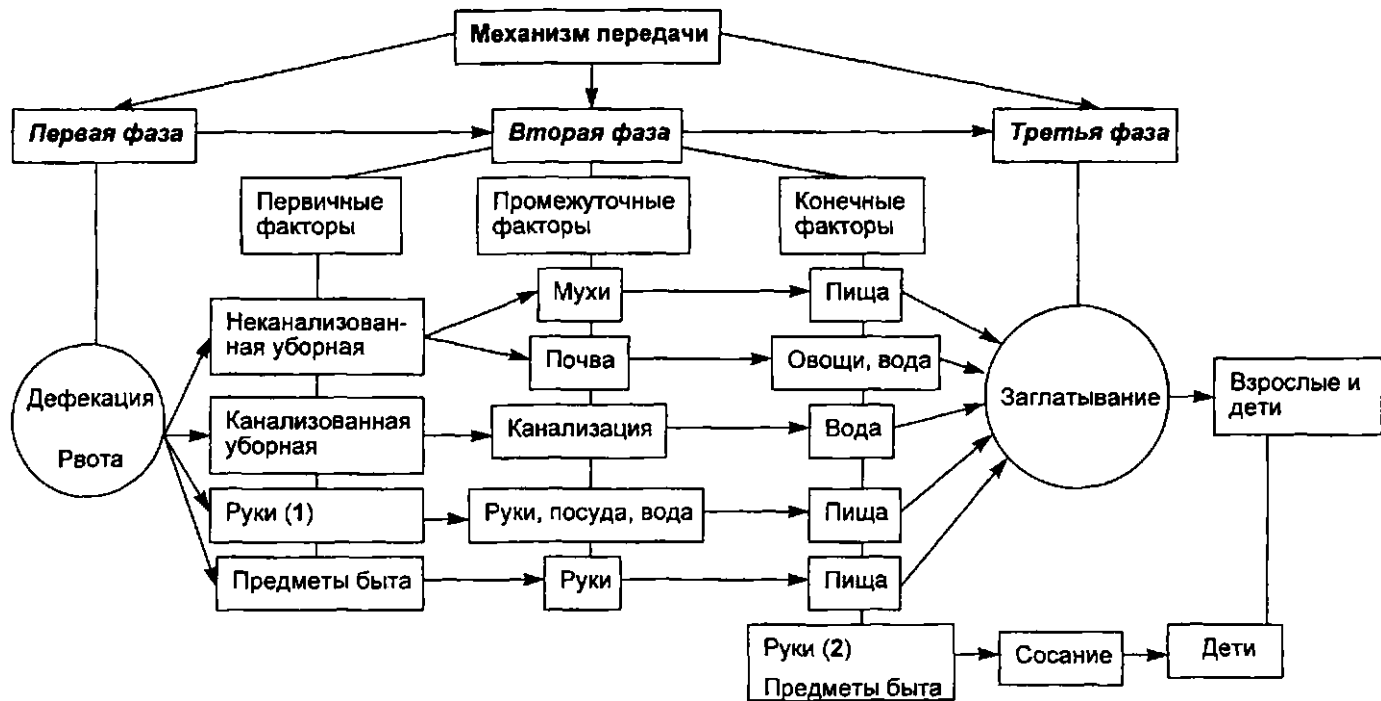 Механизм передачи
Первая фаза
Вторая фаза
Третья фаза
Первичные
факторы
Промежуточные
факторы
Конечные
факторы
Мухи
Пища
Неканализован-
ная уборная
Почва
Овощи, вода
Дефекация
Рвота
Заглатывание
Взрослые и
дети
Канализованная
уборная
Канализация
Вода
Руки (1)
Руки, посуда, вода
Пища
Предметы быта
Руки
Пища
Руки (2)
Предметы быта
Сосание
Дети